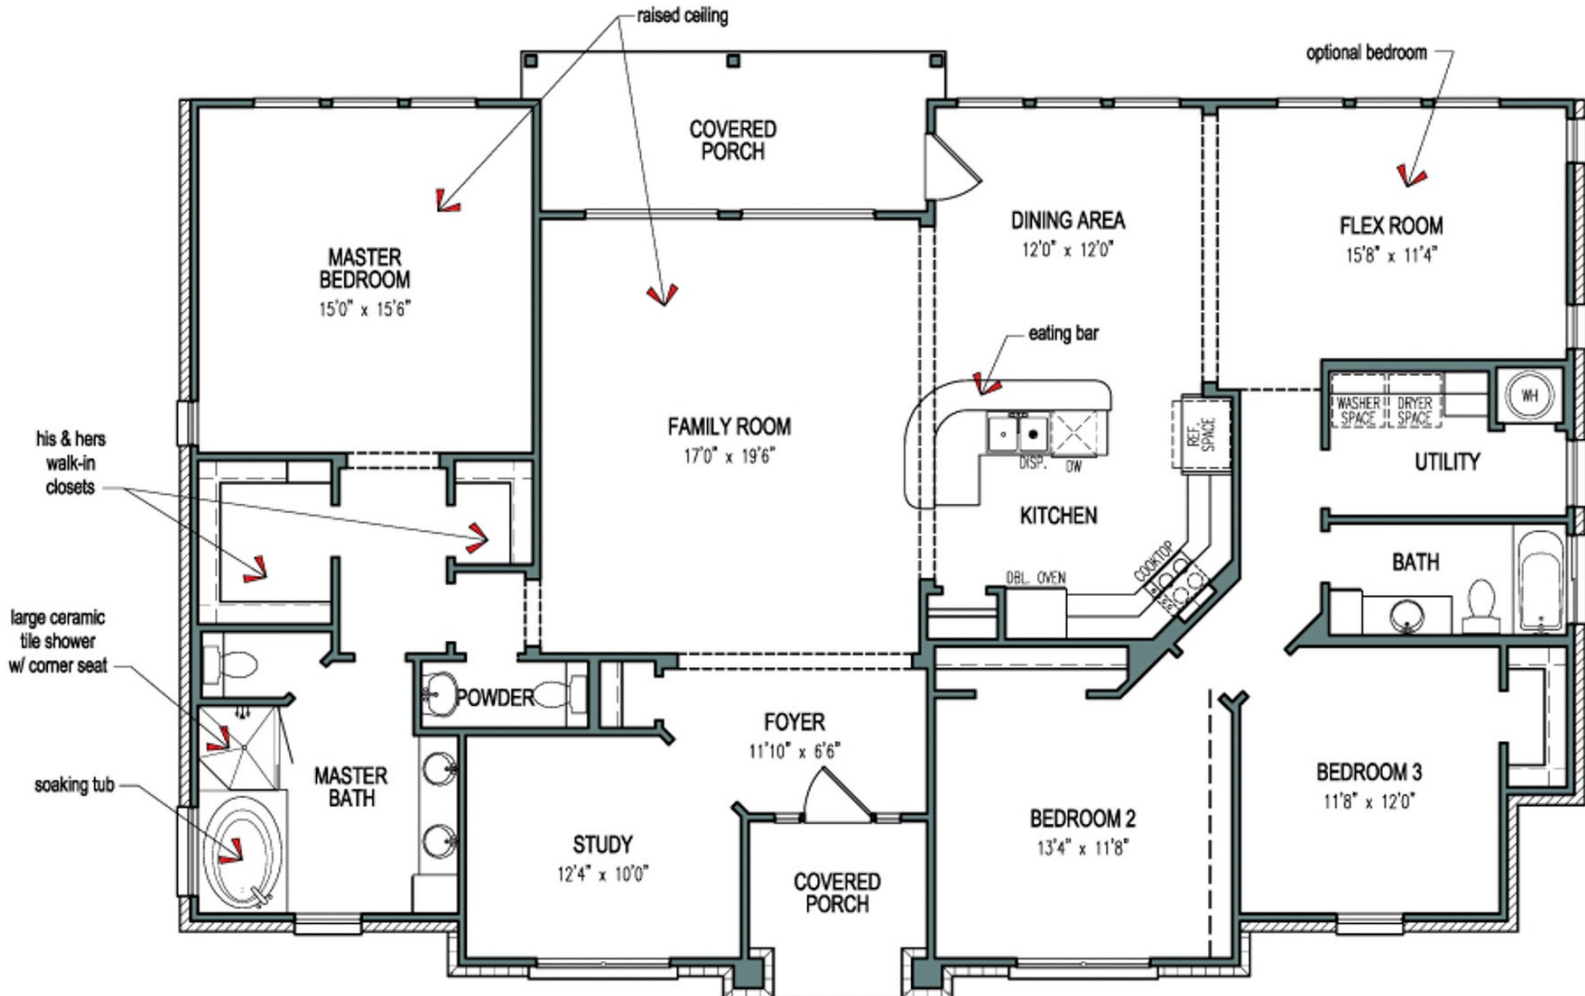 raised ceiling
optional bedroom
COVERED
PORCH
MASTER
BEDROOM
15'0" x 15'6"
DINING AREA
12'0" x 12'0"
FLEX ROOM
15'8" x 11'4"
eating bar
his & hers
walk-in
closets
FAMILY ROOM
17'0" x 19'6"
DISP.
DW
REF.
SPACE
WASHER
SPACE
DRYER
SPACE
WH
UTILITY
KITCHEN
COOKTOP
DBL. OVEN
BATH
large ceramic
tile shower
w/ corner seat
POWDER
FOYER
11'10" x 6'6"
soaking tub
MASTER
BATH
STUDY
12'4" x 10'0"
COVERED
PORCH
BEDROOM 2
13'4" x 11'8"
BEDROOM 3
11'8" x 12'0"